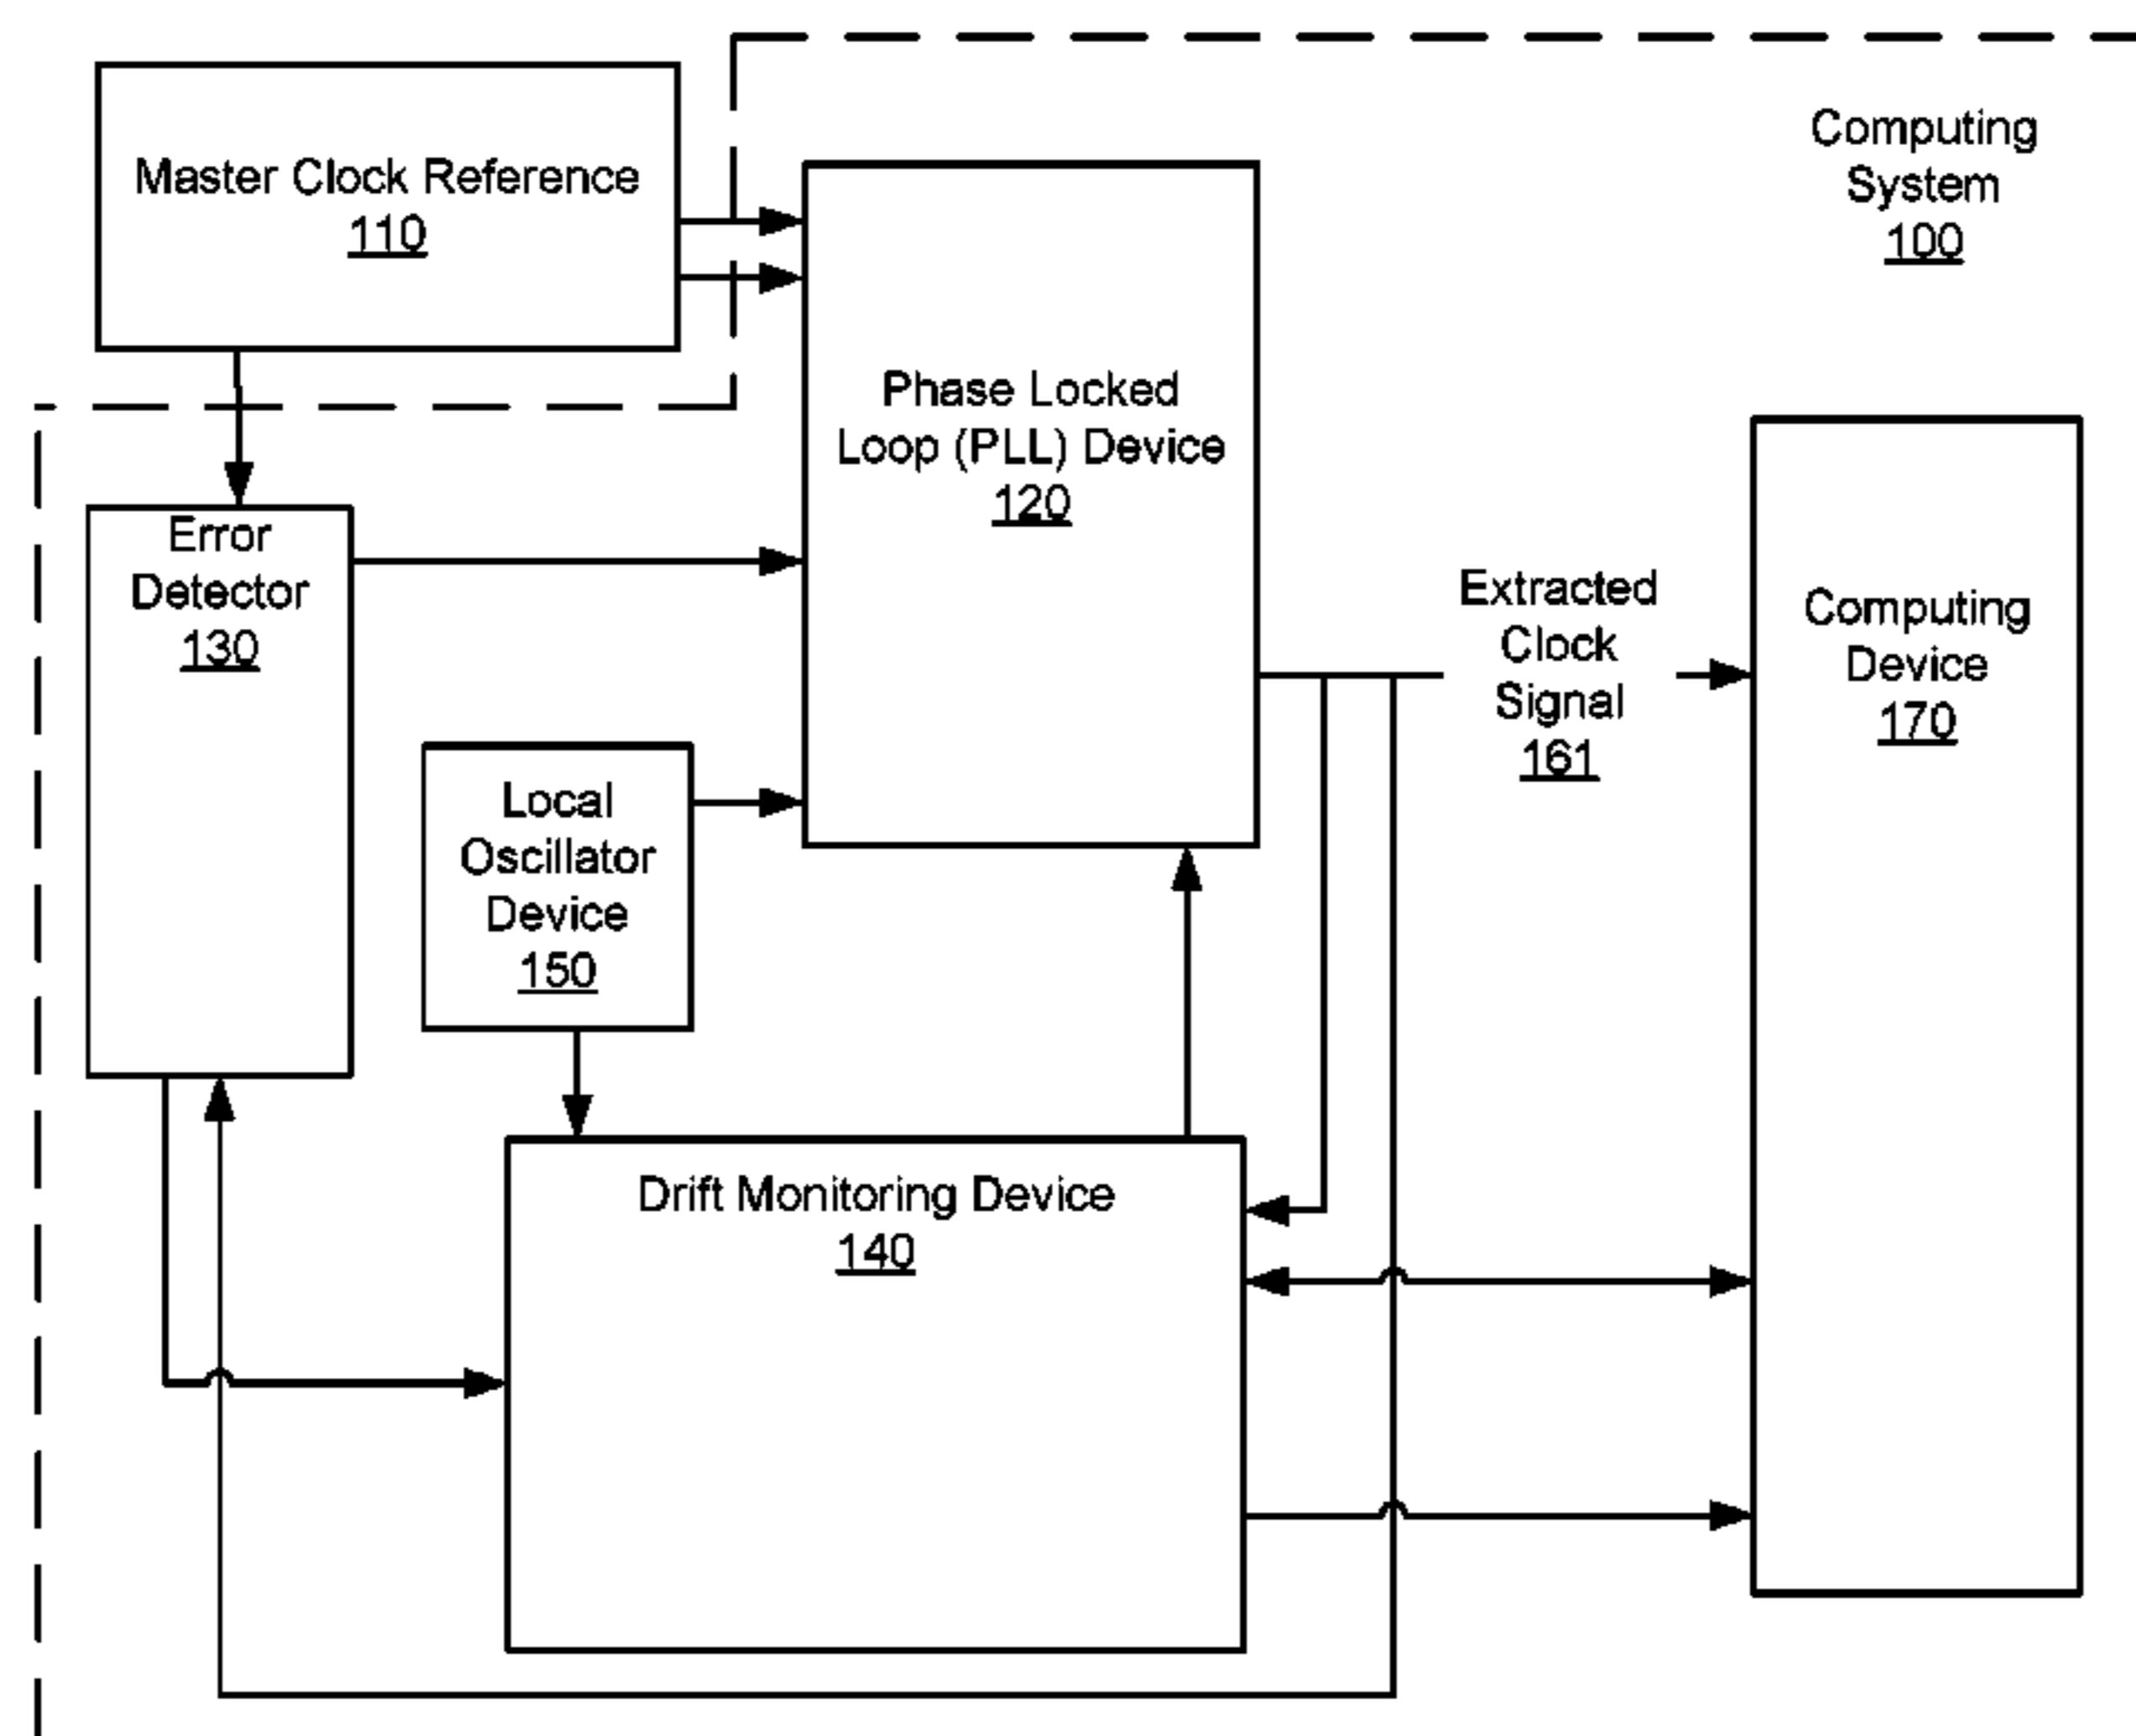 Master Clock Reference
110
Computing
System
100
Phase Locked
Loop (PLL) Device
120
Error
Detector
130
Extracted
Clock
Signal
161
Computing
Device
170
Local
Oscillator
Device
150
Drift Monitoring Device
140